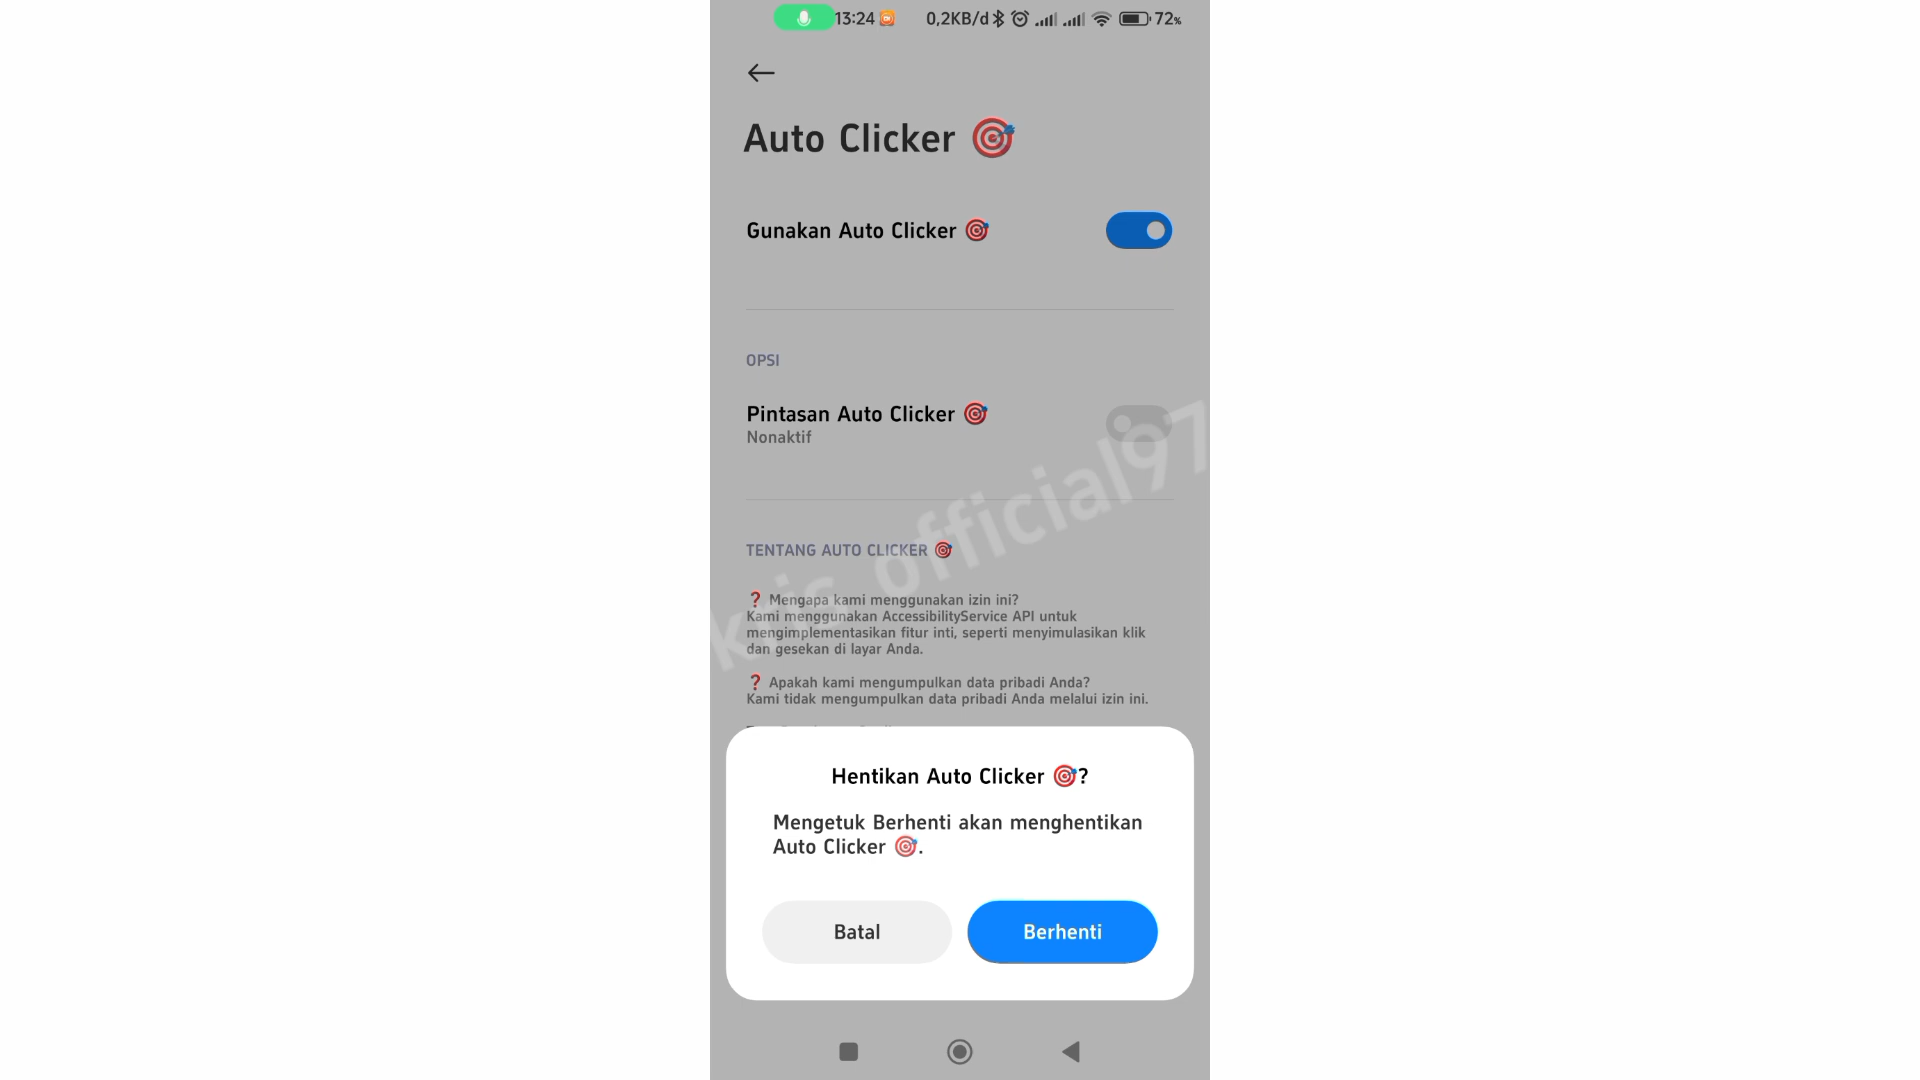 13:24 0,2KB/d 72%
Auto Clicker 🎯
Gunakan Auto Clicker 🎯
OPSI
Pintasan Auto Clicker 🎯
Nonaktif
kris official97
TENTANG AUTO CLICKER 🎯
❓ Mengapa kami menggunakan izin ini?
Kami menggunakan AccessibilityService API untuk
mengimplementasikan fitur inti, seperti menyimulasikan klik
dan gesekan di layar Anda.
❓ Apakah kami mengumpulkan data pribadi Anda?
Kami tidak mengumpulkan data pribadi Anda melalui izin ini.
Hentikan Auto Clicker 🎯?
Mengetuk Berhenti akan menghentikan
Auto Clicker 🎯.
Batal
Berhenti